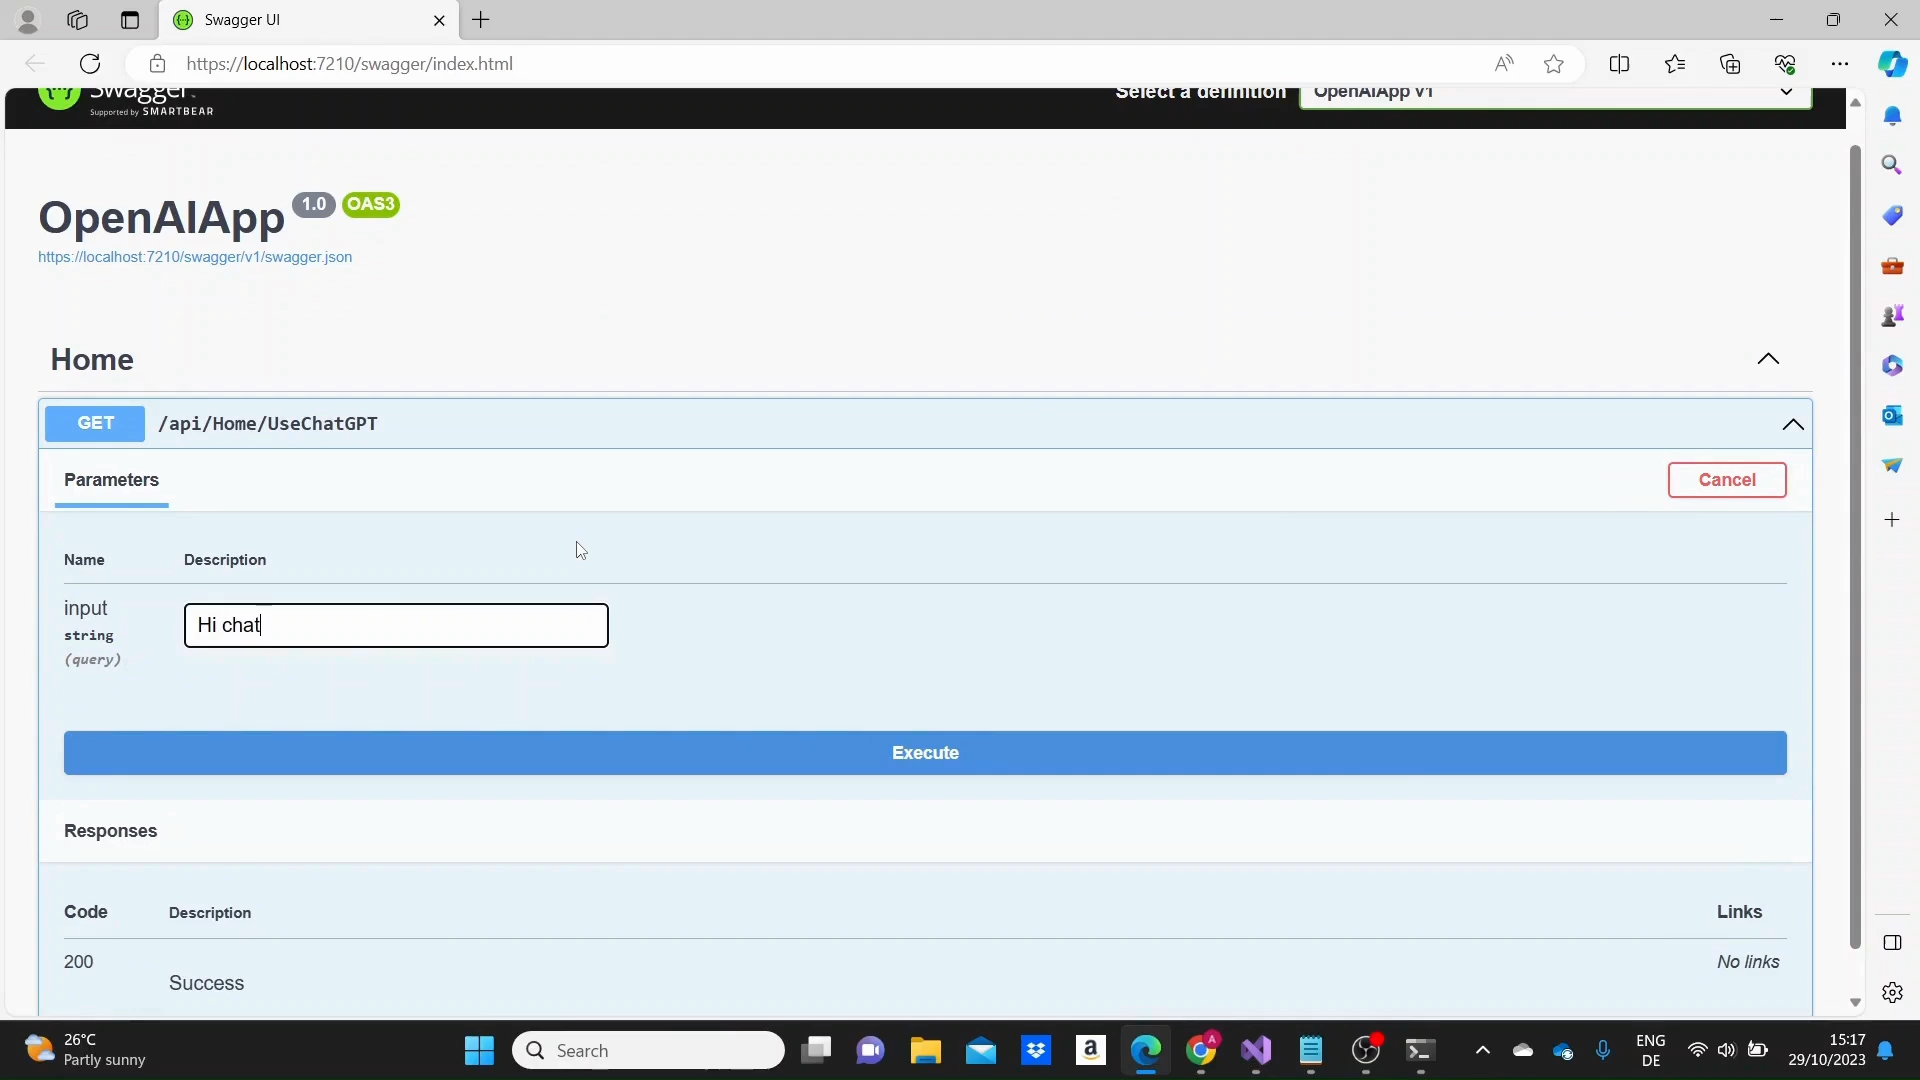 Swagger UI
https://localhost:7210/swagger/index.html
Swagger
Supported by SMARTBEAR
Select a definition
OpenAIApp v1
OpenAIApp 1.0 OAS3
https://localhost:7210/swagger/v1/swagger.json
Home
GET /api/Home/UseChatGPT
Parameters
Cancel
Name Description
input
string
(query)
Hi chat
Execute
Responses
Code Description Links
200
Success
No links
26°C
Partly sunny
Search
ENG
DE
15:17
29/10/2023